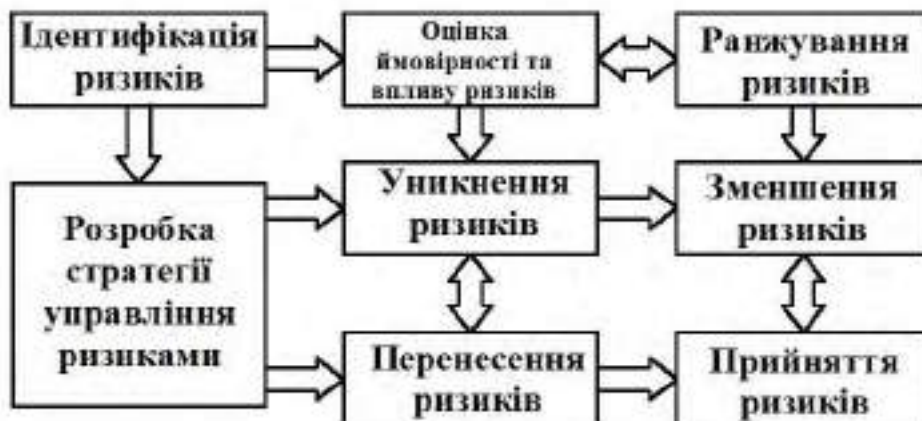 Ідентифікація
ризиків
Оцінка
ймовірності та
впливу ризиків
Ранжування
ризиків
Розробка
стратегії
управління
ризиками
Уникнення
ризиків
Зменшення
ризиків
Перенесення
ризиків
Прийняття
ризиків